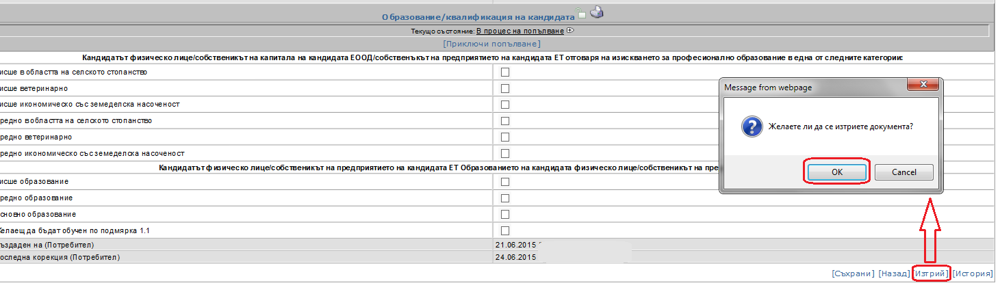 Образование/квалификация на кандидата
Текущо състояние: В процес на попълване
[Приключи попълване]
Кандидатът физическо лице/собственикът на капитала на кандидата ЕООД/собственъкът на предприятието на кандидата ЕТ отговаря на изискването за професионално образование в една от следните категории:
исше в областта на селското стопанство
исше ветеринарно
исше икономическо със земеделска насоченост
редно в областта на селското стопанство
редно ветеринарно
редно икономическо със земеделска насоченост
Кандидатът физическо лице/собственикът на предприятието на кандидата ЕТ Образованието на кандидата физическо лице/собственикът на пре
исше образование
редно образование
сновно образование
Желаещ да бъдат обучен по подмярка 1.1
ъздаден на (Потребител) 21.06.2015
оследна корекция (Потребител) 24.06.2015
[Съхрани] [Назад] [Изтрий] [История]
Message from webpage
Желаете ли да се изтриете документа?
OK Cancel